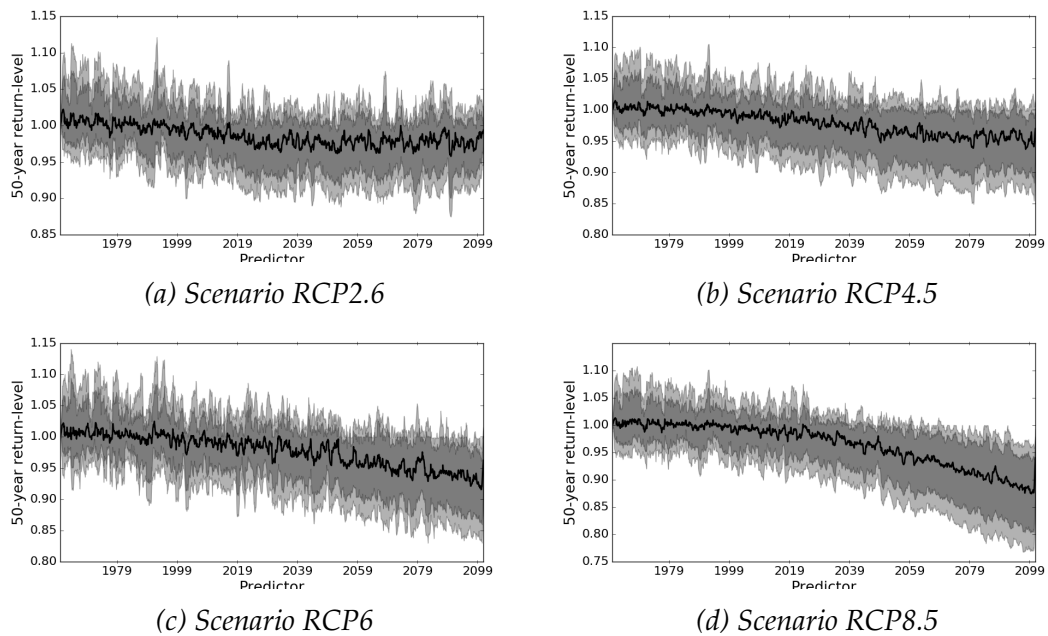 1.15
1.10
1.05
1.00
0.95
0.90
0.85
50-year return-level
1979 1999 2019 2039 2059 2079 2099
Predictor
(a) Scenario RCP2.6
1.15
1.10
1.05
1.00
0.95
0.90
0.85
0.80
50-year return-level
1979 1999 2019 2039 2059 2079 2099
Predictor
(b) Scenario RCP4.5
1.15
1.10
1.05
1.00
0.95
0.90
0.85
0.80
50-year return-level
1979 1999 2019 2039 2059 2079 2099
Predictor
(c) Scenario RCP6
1.10
1.05
1.00
0.95
0.90
0.85
0.80
0.75
50-year return-level
1979 1999 2019 2039 2059 2079 2099
Predictor
(d) Scenario RCP8.5